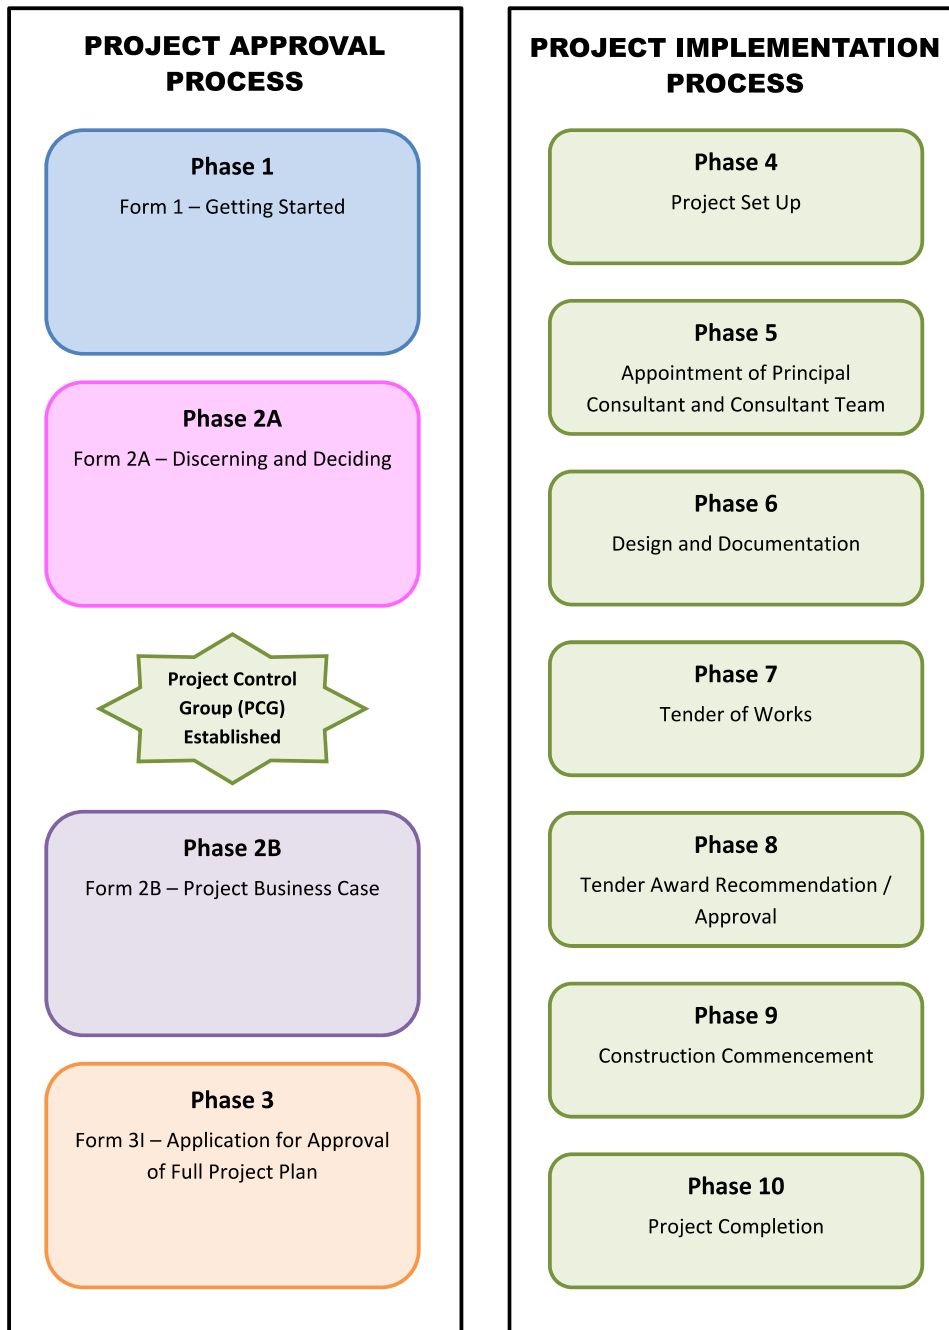 PROJECT APPROVAL
PROCESS
Phase 1
Form 1 – Getting Started
Phase 2A
Form 2A – Discerning and Deciding
Project Control
Group (PCG)
Established
Phase 2B
Form 2B – Project Business Case
Phase 3
Form 3I – Application for Approval
of Full Project Plan
PROJECT IMPLEMENTATION
PROCESS
Phase 4
Project Set Up
Phase 5
Appointment of Principal
Consultant and Consultant Team
Phase 6
Design and Documentation
Phase 7
Tender of Works
Phase 8
Tender Award Recommendation /
Approval
Phase 9
Construction Commencement
Phase 10
Project Completion